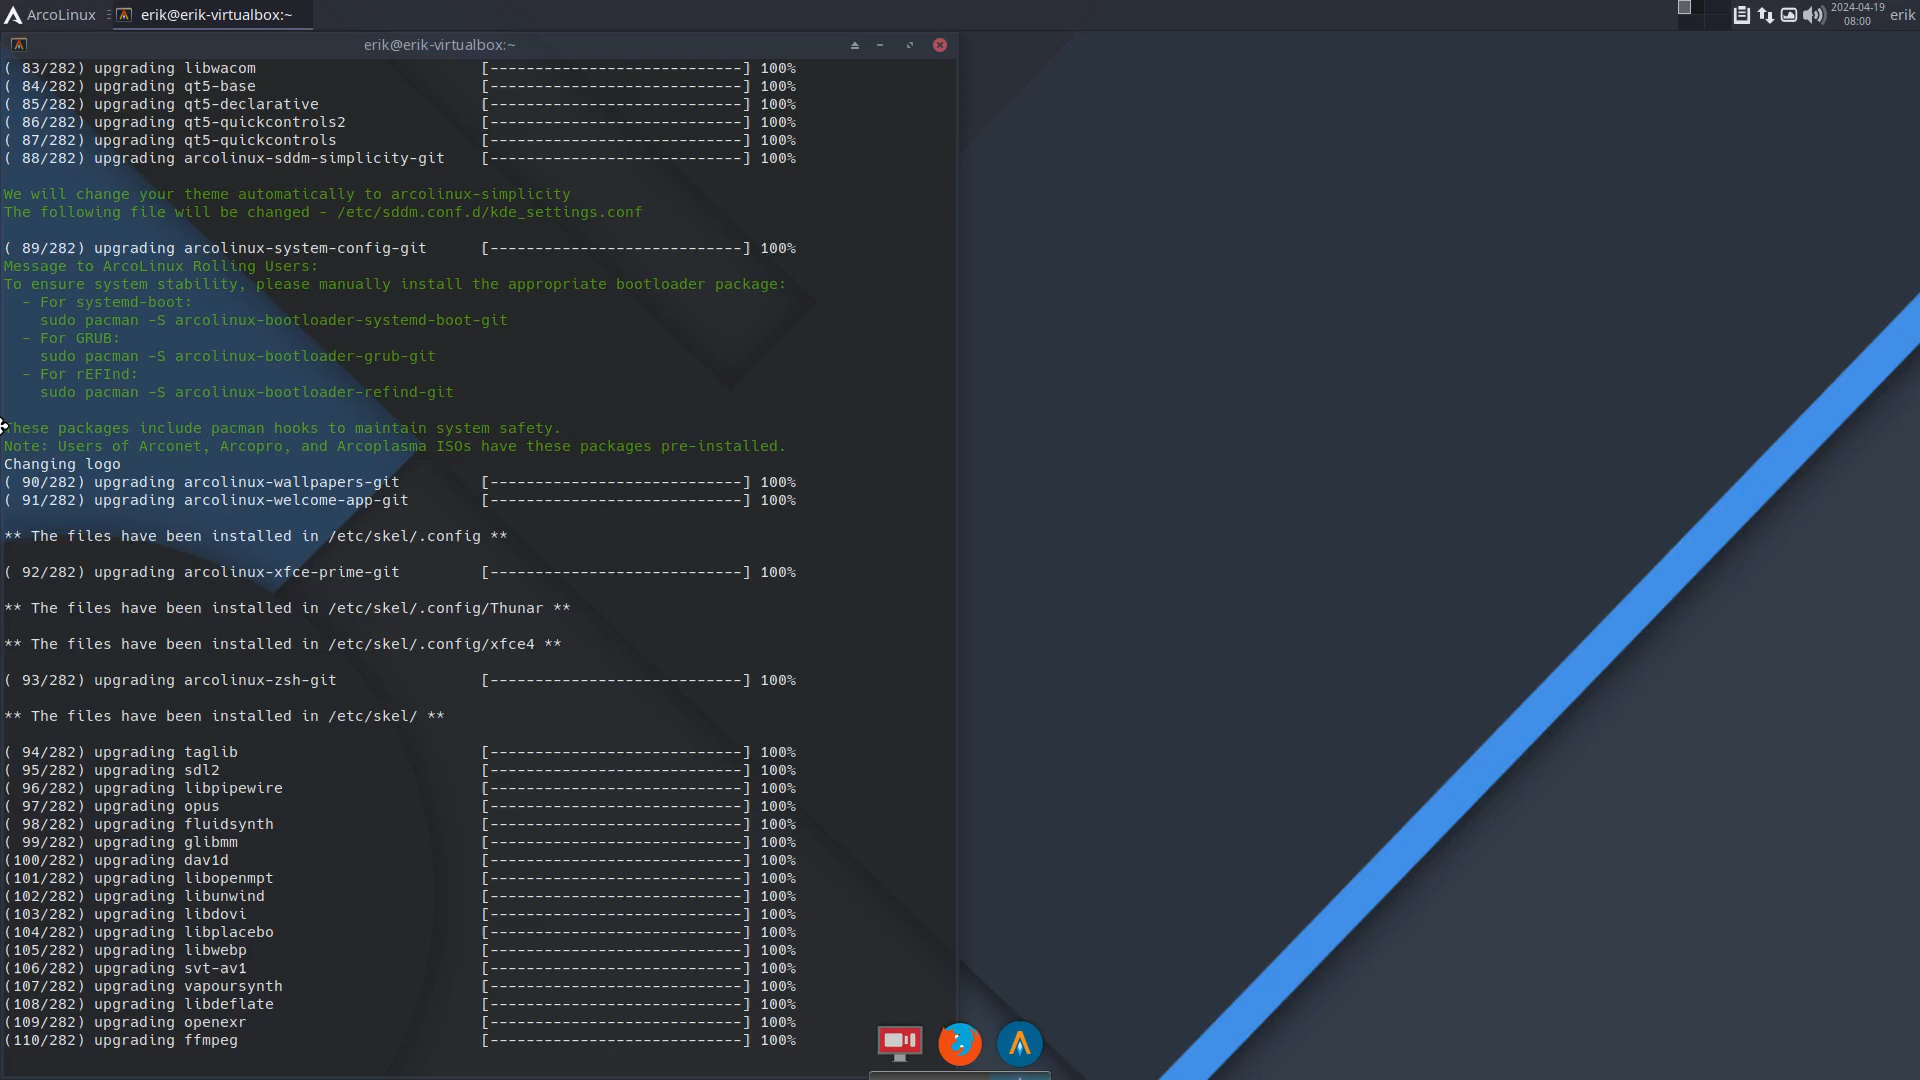 ArcoLinux
erik@erik-virtualbox:~
2024-04-19
08:00
erik
erik@erik-virtualbox:~
( 83/282) upgrading libwacom [----------------------------] 100%
( 84/282) upgrading qt5-base [----------------------------] 100%
( 85/282) upgrading qt5-declarative [----------------------------] 100%
( 86/282) upgrading qt5-quickcontrols2 [----------------------------] 100%
( 87/282) upgrading qt5-quickcontrols [----------------------------] 100%
( 88/282) upgrading arcolinux-sddm-simplicity-git [----------------------------] 100%
We will change your theme automatically to arcolinux-simplicity
The following file will be changed - /etc/sddm.conf.d/kde_settings.conf
( 89/282) upgrading arcolinux-system-config-git [----------------------------] 100%
Message to ArcoLinux Rolling Users:
To ensure system stability, please manually install the appropriate bootloader package:
- For systemd-boot:
sudo pacman -S arcolinux-bootloader-systemd-boot-git
- For GRUB:
sudo pacman -S arcolinux-bootloader-grub-git
- For rEFInd:
sudo pacman -S arcolinux-bootloader-refind-git
These packages include pacman hooks to maintain system safety.
Note: Users of Arconet, Arcopro, and Arcoplasma ISOs have these packages pre-installed.
Changing logo
( 90/282) upgrading arcolinux-wallpapers-git [----------------------------] 100%
( 91/282) upgrading arcolinux-welcome-app-git [----------------------------] 100%
** The files have been installed in /etc/skel/.config **
( 92/282) upgrading arcolinux-xfce-prime-git [----------------------------] 100%
** The files have been installed in /etc/skel/.config/Thunar **
** The files have been installed in /etc/skel/.config/xfce4 **
( 93/282) upgrading arcolinux-zsh-git [----------------------------] 100%
** The files have been installed in /etc/skel/ **
( 94/282) upgrading taglib [----------------------------] 100%
( 95/282) upgrading sdl2 [----------------------------] 100%
( 96/282) upgrading libpipewire [----------------------------] 100%
( 97/282) upgrading opus [----------------------------] 100%
( 98/282) upgrading fluidsynth [----------------------------] 100%
( 99/282) upgrading glibmm [----------------------------] 100%
(100/282) upgrading dav1d [----------------------------] 100%
(101/282) upgrading libopenmpt [----------------------------] 100%
(102/282) upgrading libunwind [----------------------------] 100%
(103/282) upgrading libdovi [----------------------------] 100%
(104/282) upgrading libplacebo [----------------------------] 100%
(105/282) upgrading libwebp [----------------------------] 100%
(106/282) upgrading svt-av1 [----------------------------] 100%
(107/282) upgrading vapoursynth [----------------------------] 100%
(108/282) upgrading libdeflate [----------------------------] 100%
(109/282) upgrading openexr [----------------------------] 100%
(110/282) upgrading ffmpeg [----------------------------] 100%